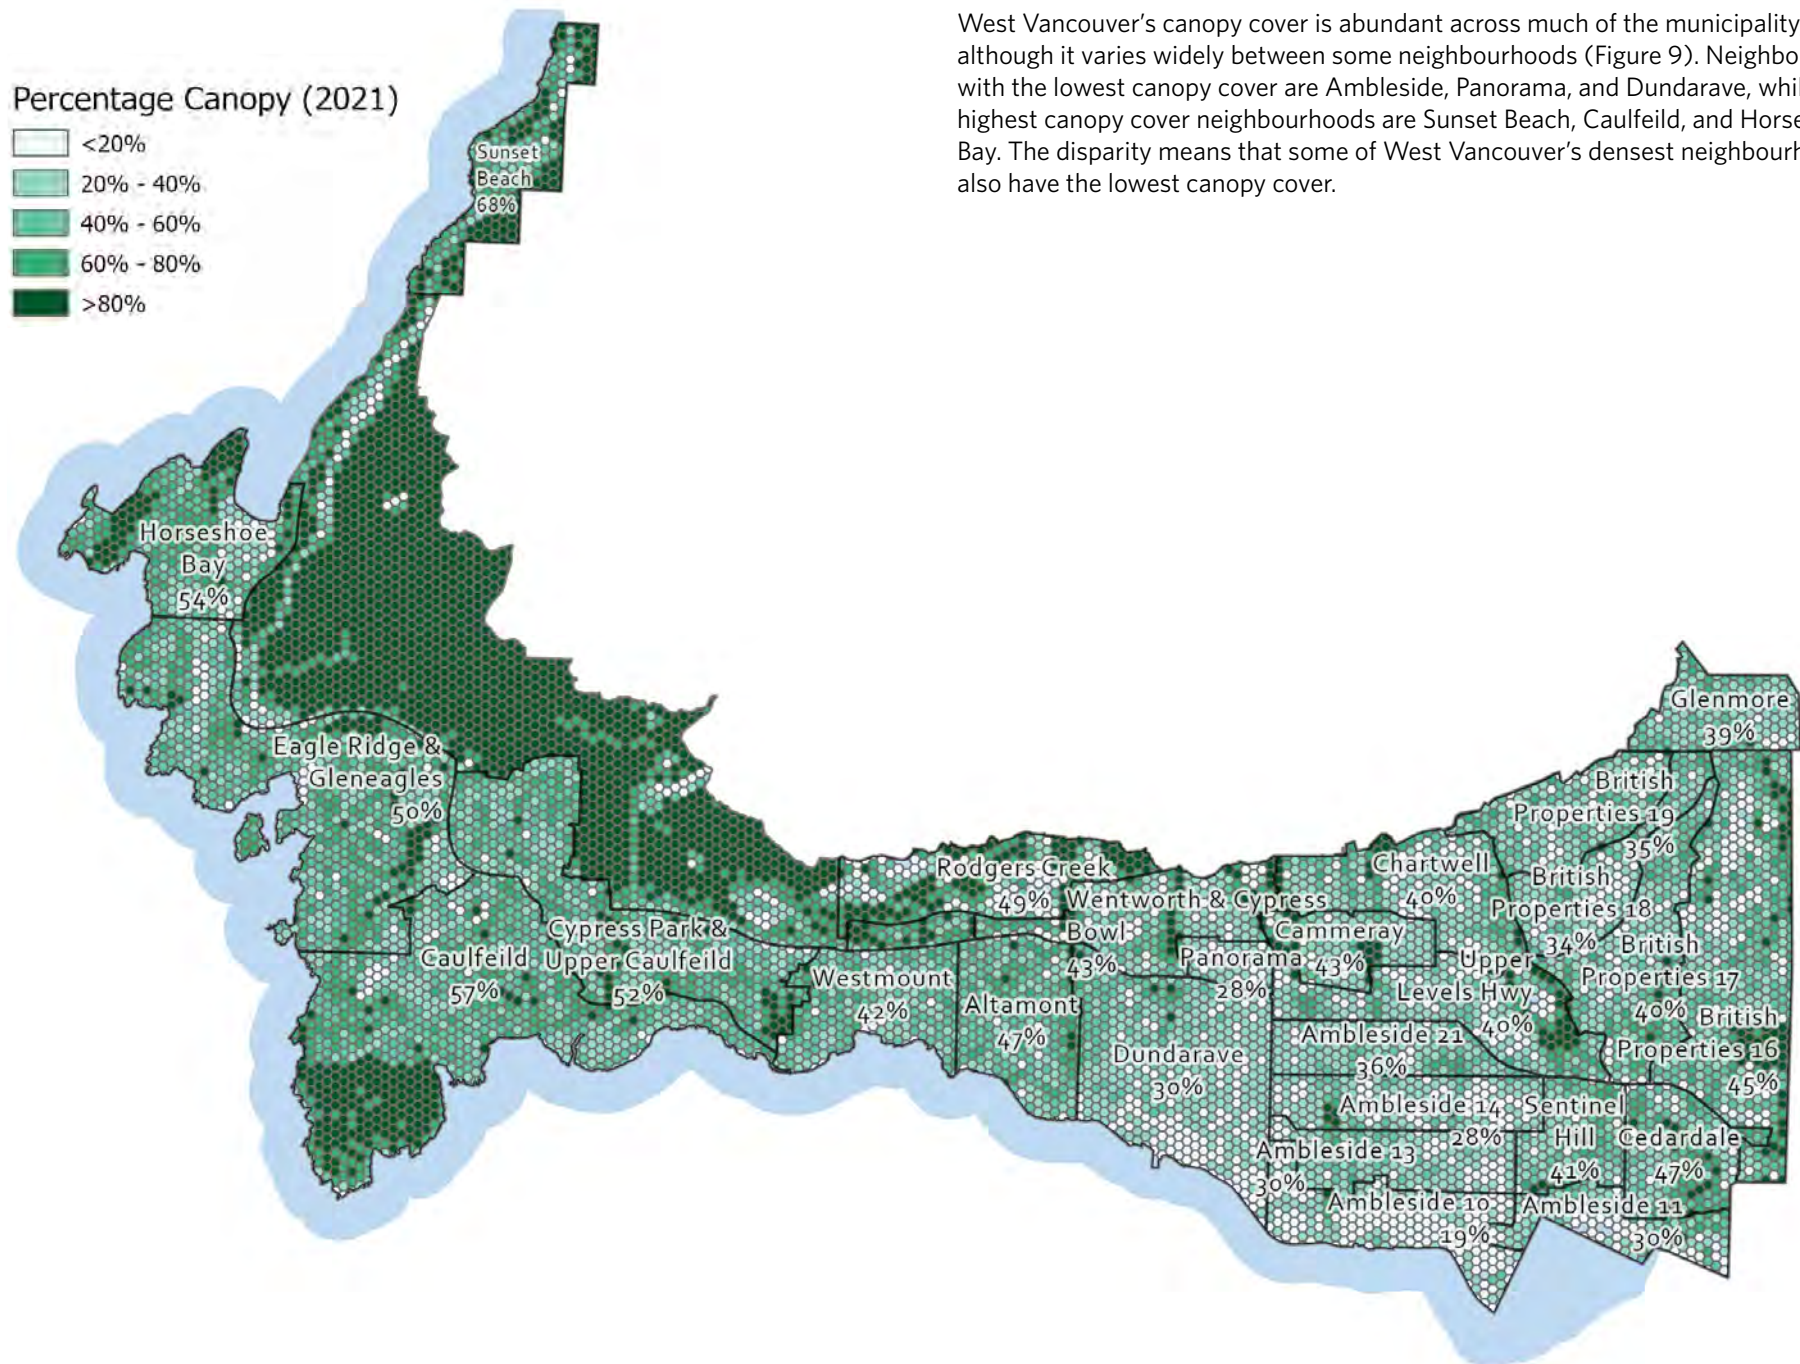 West Vancouver’s canopy cover is abundant across much of the municipality
although it varies widely between some neighbourhoods (Figure 9).
with the lowest canopy cover are Ambleside, Panorama, and Dundarave,
highest canopy cover neighbourhoods are Sunset Beach, Caulfeild, and
Bay. The disparity means that some of West Vancouver’s densest
also have the lowest canopy cover.
Percentage Canopy (2021)
<20%
20% - 40%
40% - 60%
60% - 80%
>80%
Sunset
Beach
68%
Horseshoe
Bay
54%
Eagle Ridge &
Gleneagles
50%
Caulfeild
57%
Cypress Park &
Upper Caulfeild
52%
Westmount
42%
Altamont
47%
Rodgers Creek
49%
Wentworth & Cypress
Bowl
43%
Panorama
28%
Dundarave
30%
Cammeray
43%
Chartwell
40%
Upper
Levels Hwy
40%
Glenmore
39%
British
Properties 19
35%
British
Properties 18
34%
British
Properties 17
40%
British
Properties 16
45%
Ambleside 21
36%
Ambleside 14
28%
Ambleside 13
30%
Ambleside 10
19%
Sentinel
Hill
41%
Cedardale
47%
Ambleside 11
30%